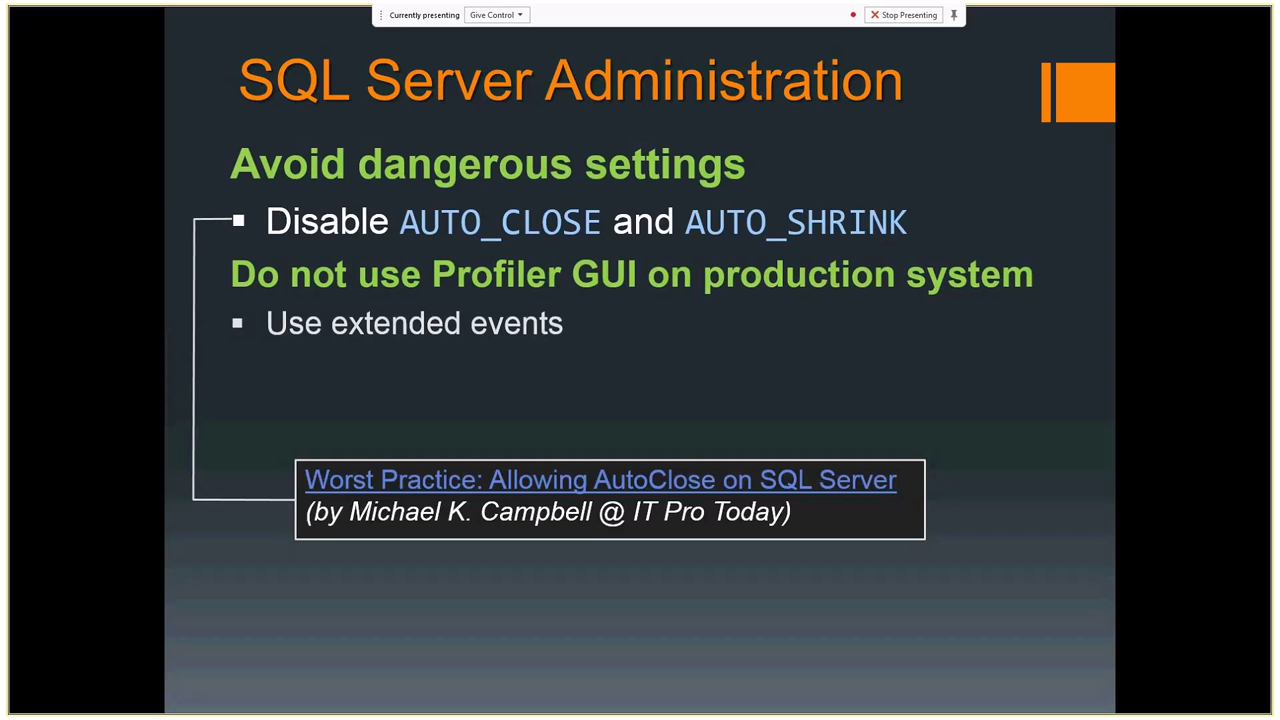 Currently presenting Give Control Stop Presenting
SQL Server Administration
Avoid dangerous settings
▪ Disable AUTO_CLOSE and AUTO_SHRINK
Do not use Profiler GUI on production system
▪ Use extended events
Worst Practice: Allowing AutoClose on SQL Server
(by Michael K. Campbell @ IT Pro Today)